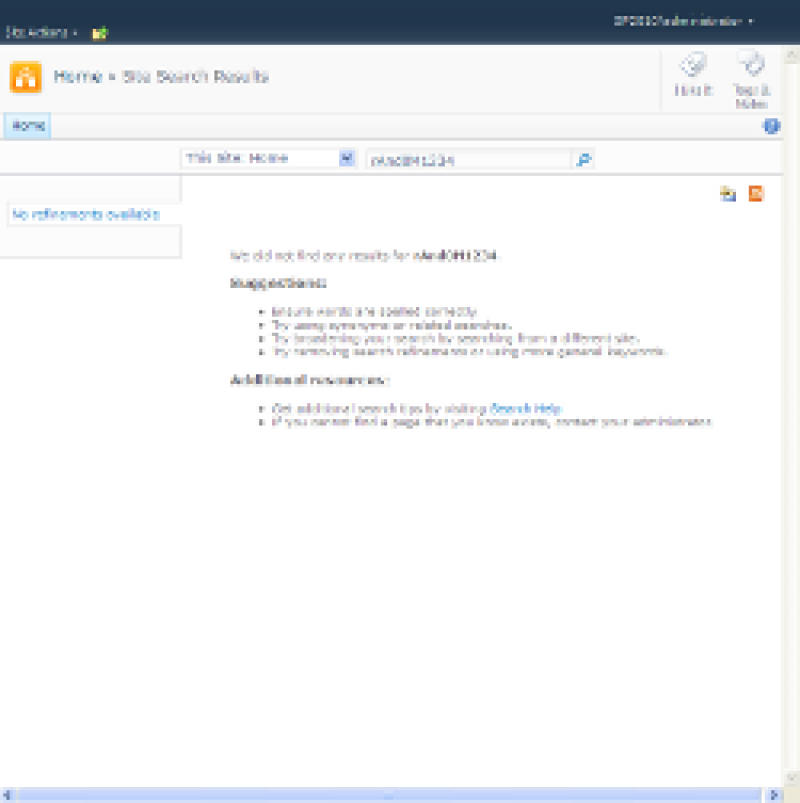 Site Actions
SP2010\administrator
Home ▸ Site Search Results
I Like It
Tags &
Notes
Home
This Site: Home
rAnd0M1234
No refinements available
We did not find any results for rAnd0M1234.
Suggestions:
Ensure words are spelled correctly.
Try using synonyms or related searches.
Try broadening your search by searching from a different site.
Try removing search refinements or using more general keywords.
Additional resources:
Get additional search tips by visiting Search Help
If you cannot find a page that you know exists, contact your administrator.